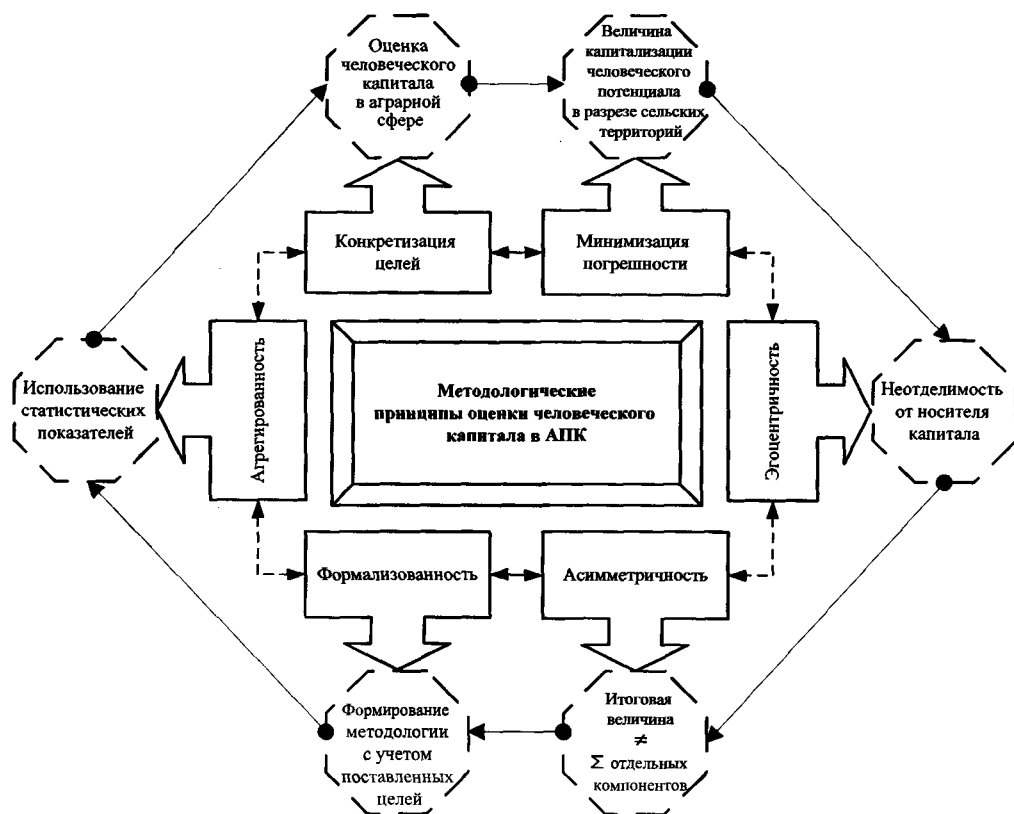 Оценка
человеческого
капитала
в аграрной
сфере
Величина
капитализации
человеческого
потенциала
в разрезе сельских
территорий
Конкретизация
целей
Минимизация
погрешности
Использование
статистических
показателей
Агрегированность
Методологические
принципы оценки человеческого
капитала в АПК
Эгоцентричность
Неотделимость
от носителя
капитала
Формализованность
Асимметричность
Формирование
методологии
с учетом
поставленных
целей
Итоговая
величина
≠
Σ отдельных
компонентов